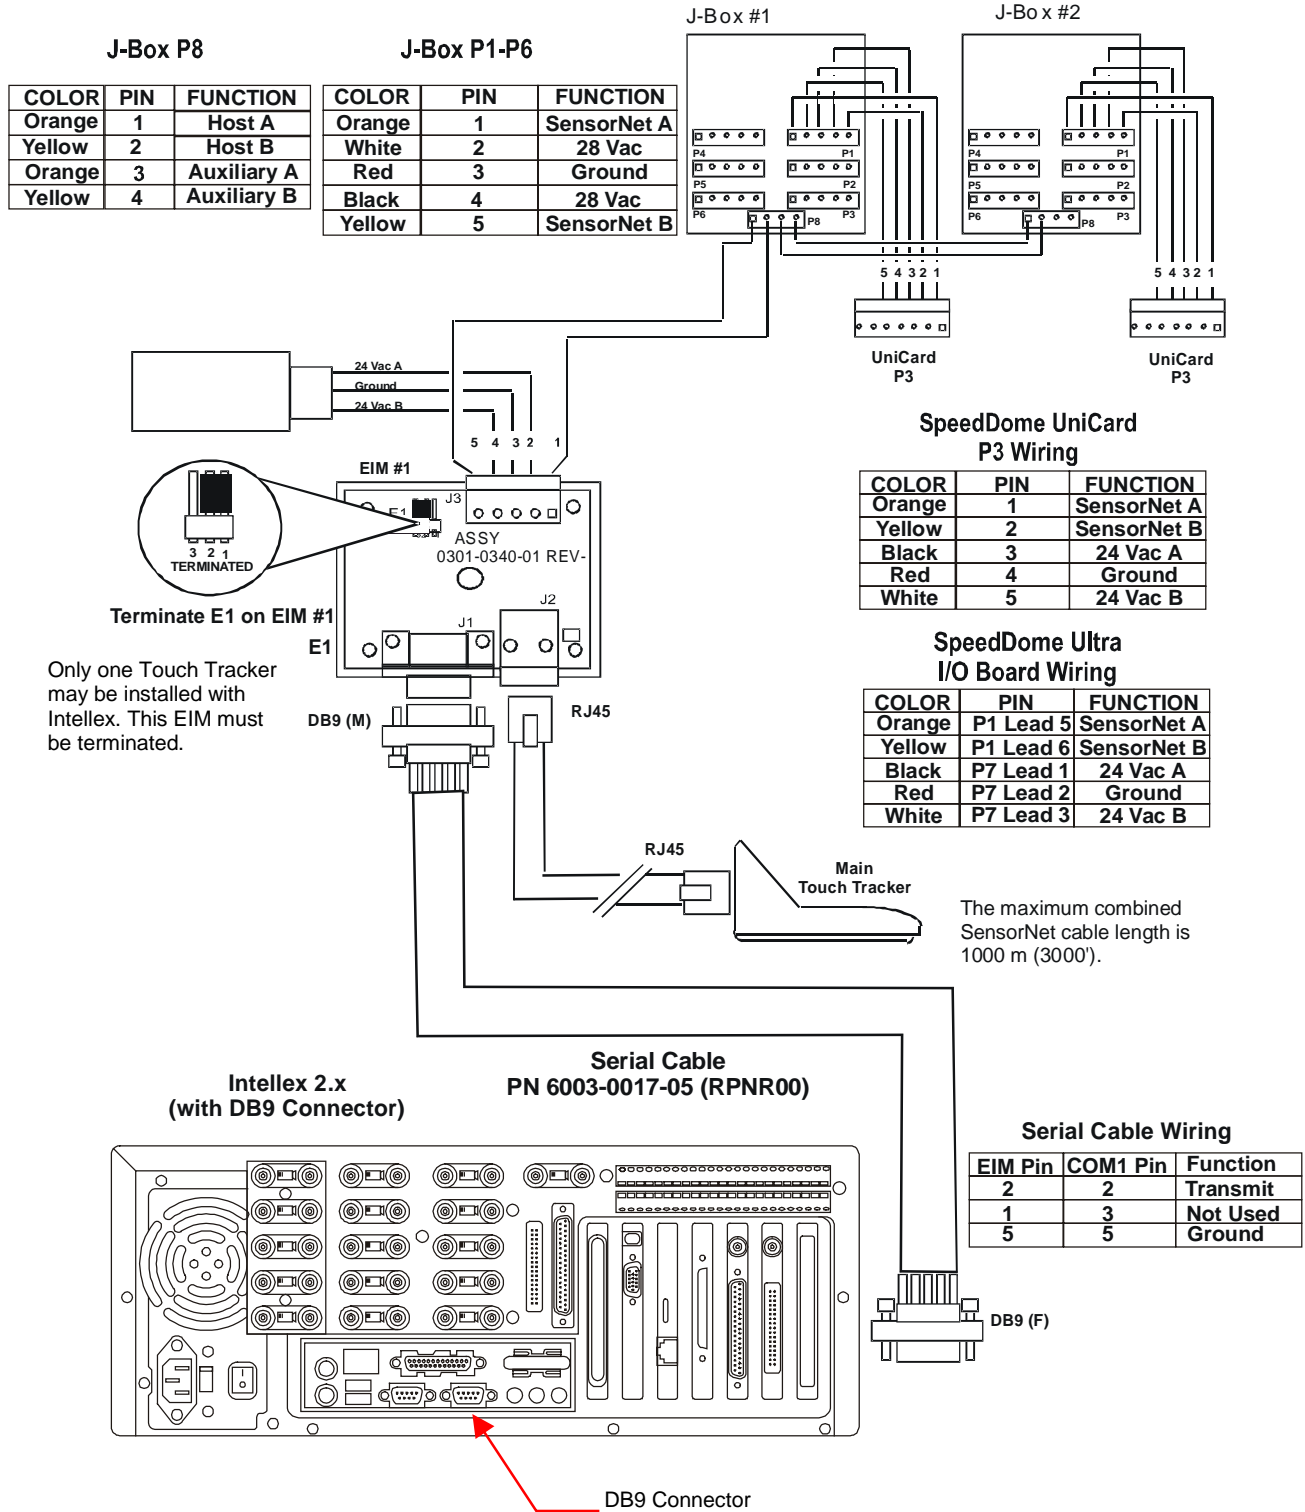 J-Box #1
J-Box #2
J-Box P8
COLOR PIN FUNCTION
Orange 1 Host A
Yellow 2 Host B
Orange 3 Auxiliary A
Yellow 4 Auxiliary B
J-Box P1-P6
COLOR PIN FUNCTION
Orange 1 SensorNet A
White 2 28 Vac
Red 3 Ground
Black 4 28 Vac
Yellow 5 SensorNet B
P4 P1
P5 P2
P6 P3
P8
P4 P1
P5 P2
P6 P3
P8
5 4 3 2 1
5 4 3 2 1
UniCard
P3
UniCard
P3
24 Vac A
Ground
24 Vac B
5 4 3 2 1
EIM #1
J3
E1
ASSY
0301-0340-01 REV-
J2
J1
3 2 1
TERMINATED
Terminate E1 on EIM #1
E1
Only one Touch Tracker
may be installed with
Intellex. This EIM must
be terminated.
DB9 (M)
RJ45
SpeedDome UniCard
P3 Wiring
COLOR PIN FUNCTION
Orange 1 SensorNet A
Yellow 2 SensorNet B
Black 3 24 Vac A
Red 4 Ground
White 5 24 Vac B
SpeedDome Ultra
I/O Board Wiring
COLOR PIN FUNCTION
Orange P1 Lead 5 SensorNet A
Yellow P1 Lead 6 SensorNet B
Black P7 Lead 1 24 Vac A
Red P7 Lead 2 Ground
White P7 Lead 3 24 Vac B
RJ45
Main
Touch Tracker
The maximum combined
SensorNet cable length is
1000 m (3000').
Serial Cable
PN 6003-0017-05 (RPNR00)
Intellex 2.x
(with DB9 Connector)
Serial Cable Wiring
EIM Pin COM1 Pin Function
2 2 Transmit
1 3 Not Used
5 5 Ground
DB9 (F)
DB9 Connector